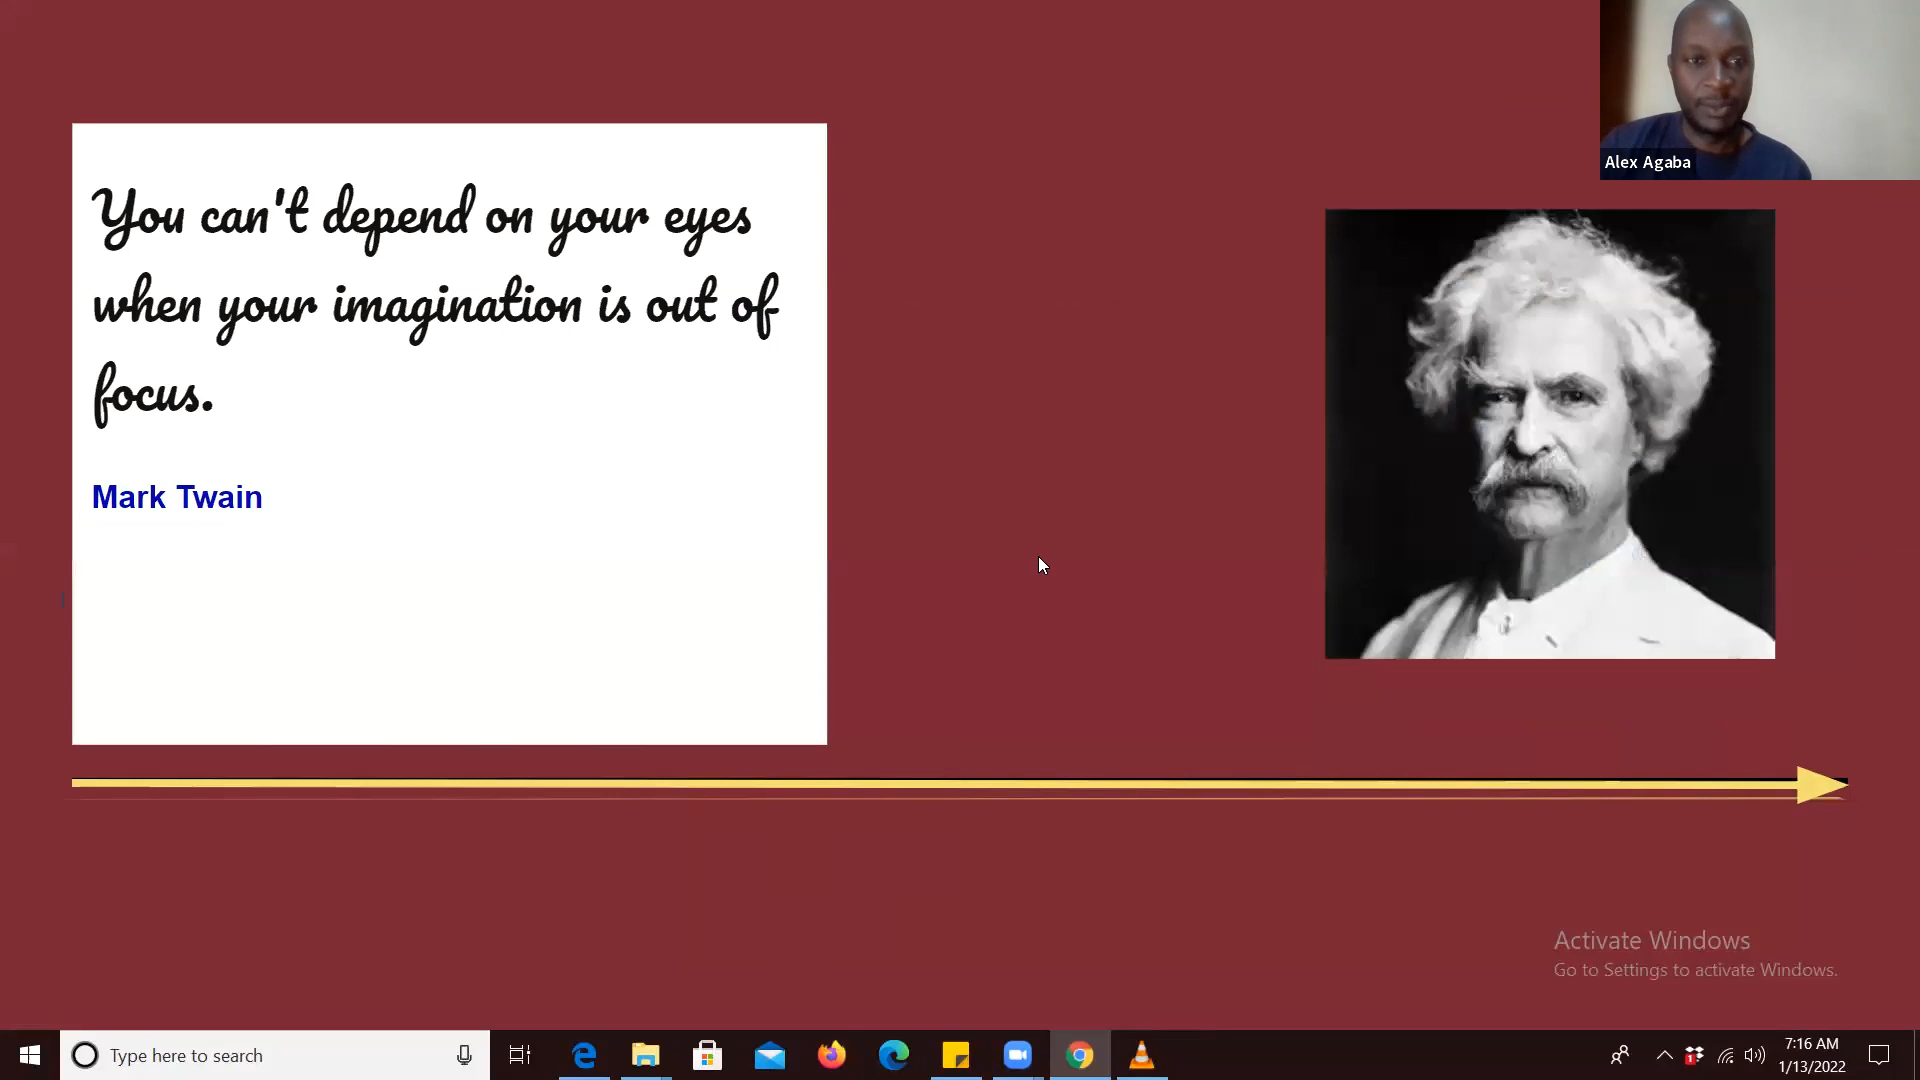 Alex Agaba
You can't depend on your eyes
when your imagination is out of
focus.
Mark Twain
Activate Windows
Go to Settings to activate Windows.
Type here to search
1
7:16 AM
1/13/2022